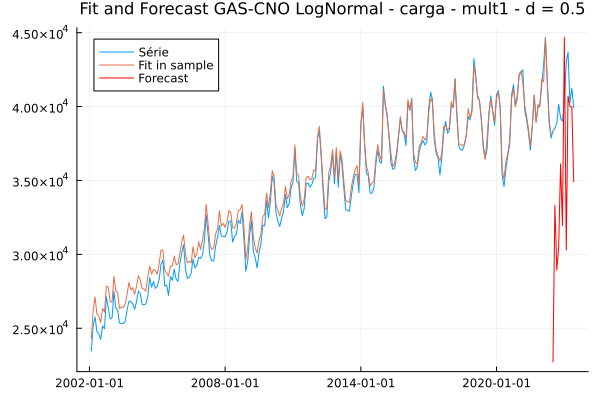 Fit and Forecast GAS-CNO LogNormal - carga - mult1 - d = 0.5
4.50×10⁴
4.00×10⁴
3.50×10⁴
3.00×10⁴
2.50×10⁴
Série
Fit in sample
Forecast
2002-01-01 2008-01-01 2014-01-01 2020-01-01